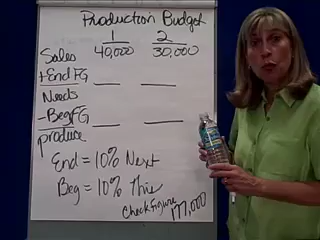 Production Budget
1 2
Sales 40,000 30,000
+End FG
Needs
-Beg FG
produce
End = 10% Next
Beg = 10% This
Check Figure 177,000